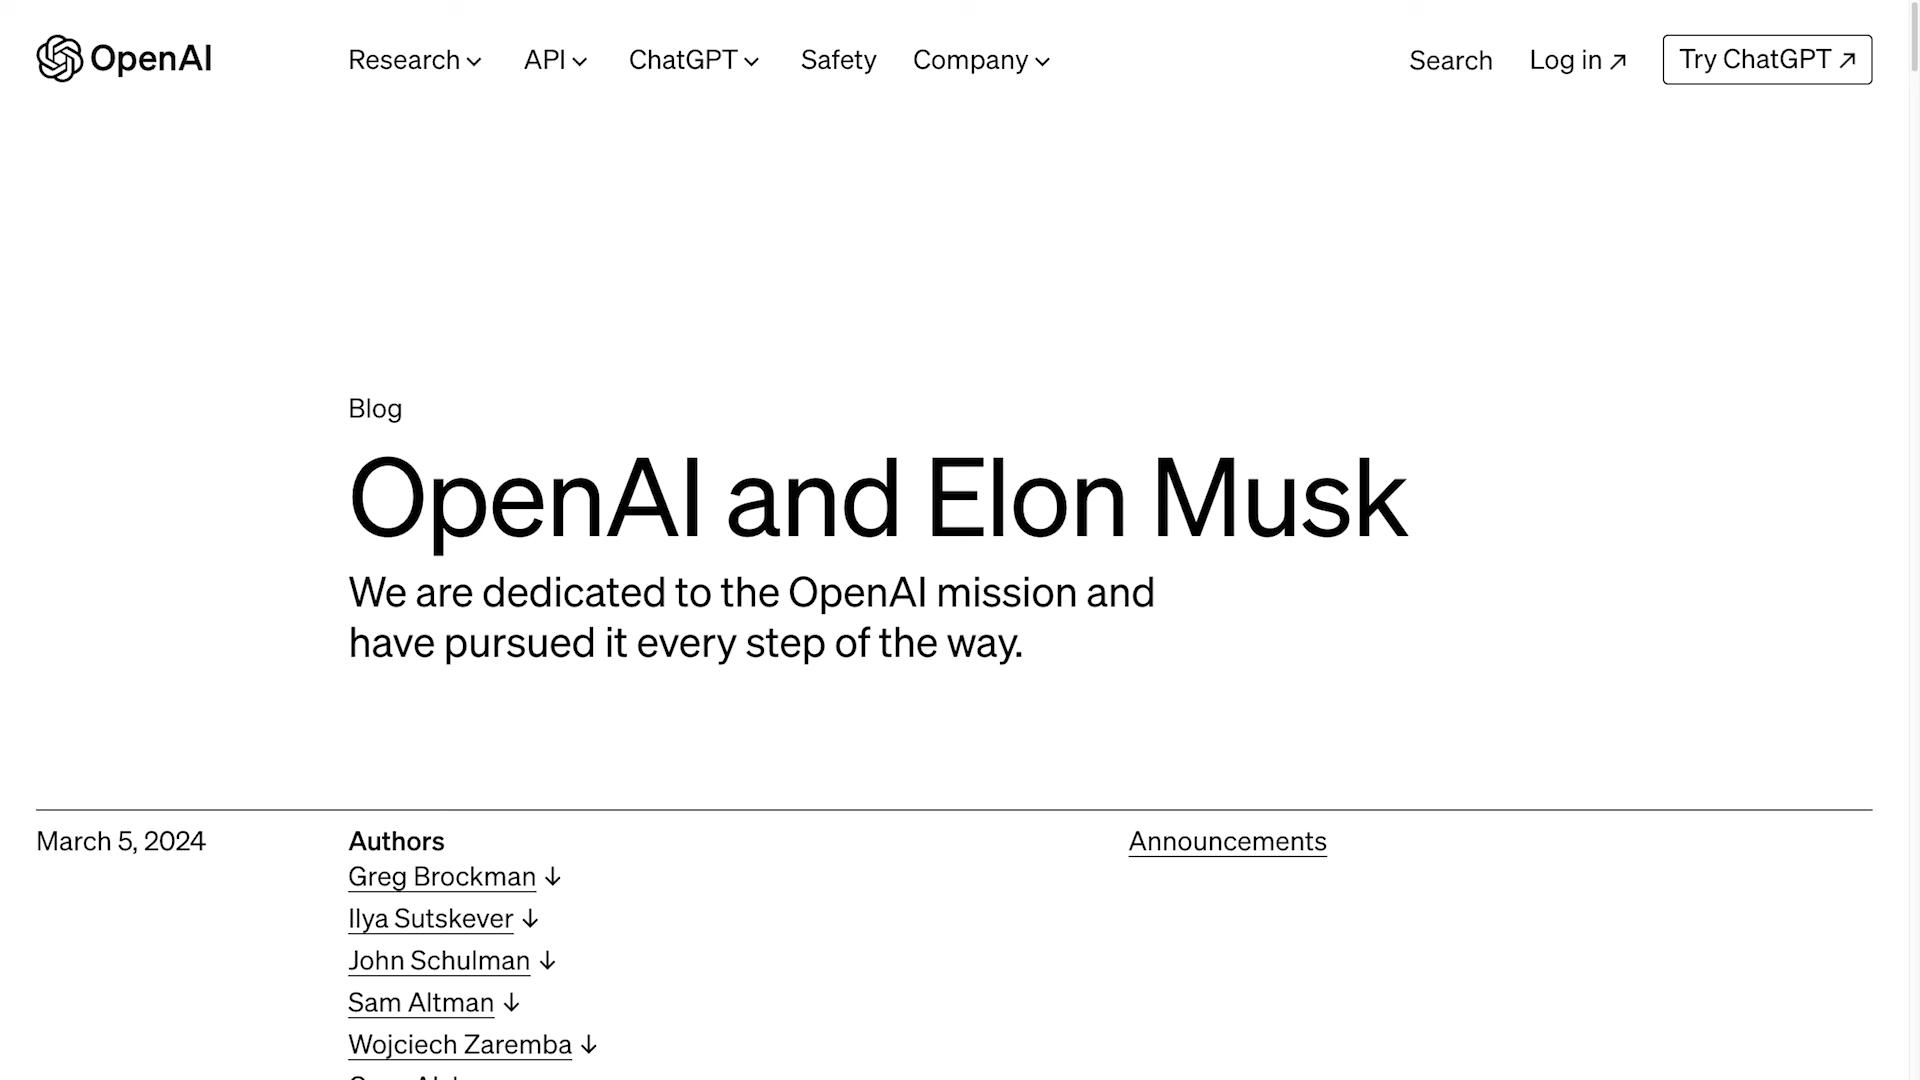 OpenAI
Research
API
ChatGPT
Safety
Company
Search
Log in ↗
Try ChatGPT ↗
Blog
OpenAI and Elon Musk
We are dedicated to the OpenAI mission and
have pursued it every step of the way.
March 5, 2024
Authors
Announcements
Greg Brockman ↓
Ilya Sutskever ↓
John Schulman ↓
Sam Altman ↓
Wojciech Zaremba ↓